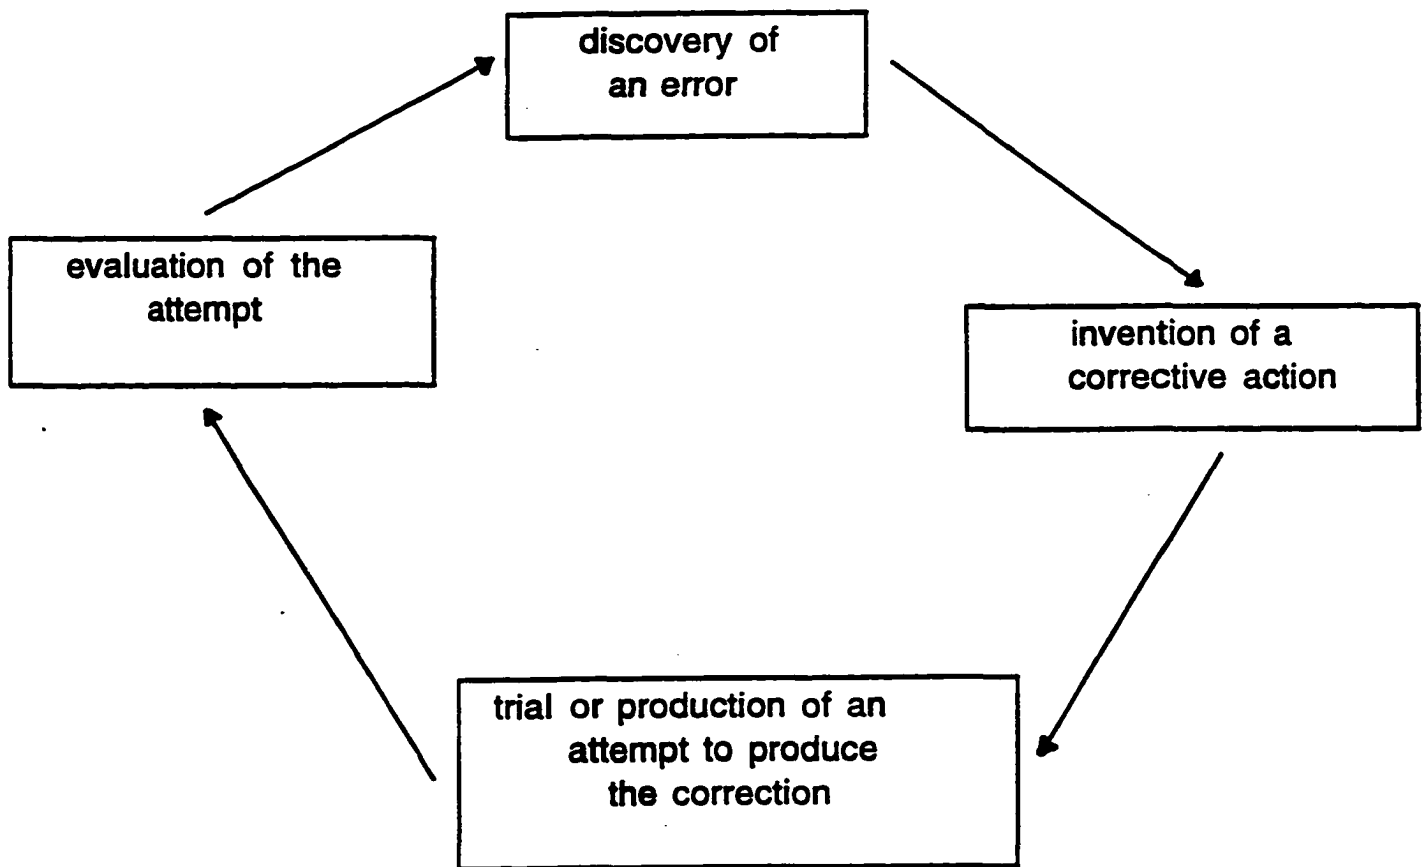 discovery of
an error
invention of a
corrective action
trial or production of an
attempt to produce
the correction
evaluation of the
attempt